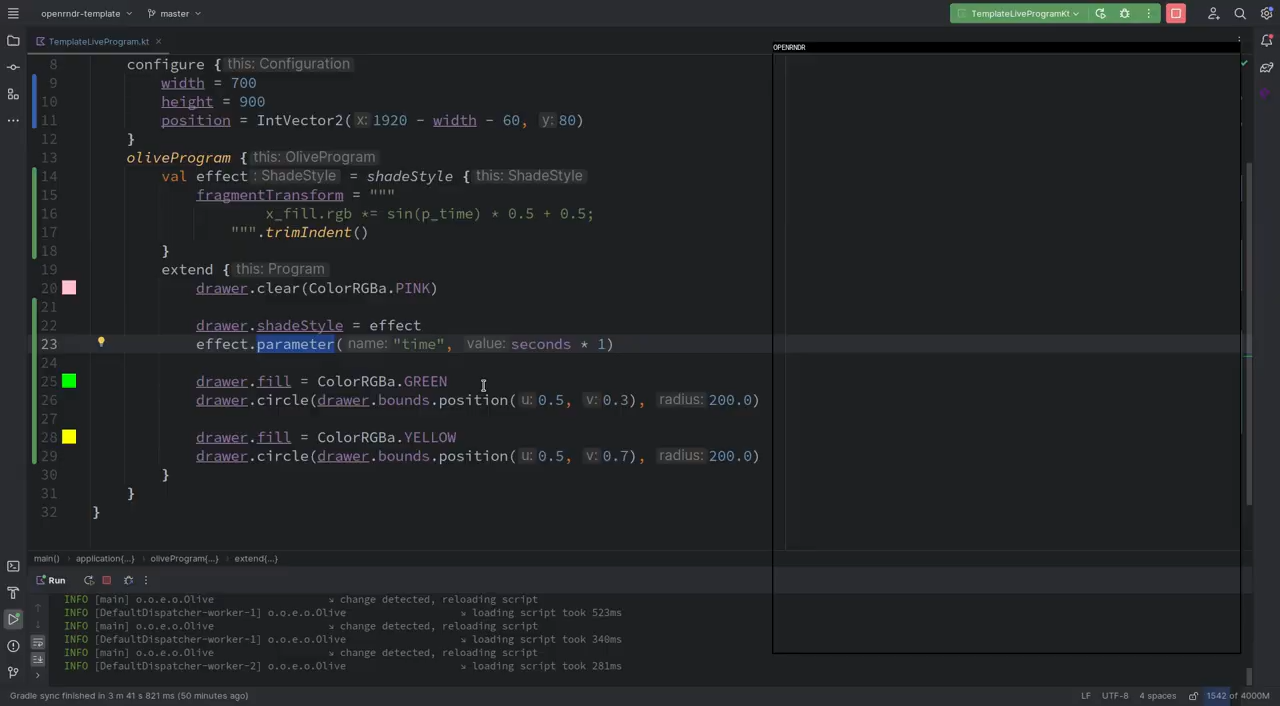 openrndr-template master TemplateLiveProgramKt
TemplateLiveProgram.kt
OPENRNDR
8 configure { this: Configuration
9 width = 700
10 height = 900
11 position = IntVector2( x: 1920 - width - 60, y: 80)
12 }
13 oliveProgram { this: OliveProgram
14 val effect : ShadeStyle = shadeStyle { this: ShadeStyle
15 fragmentTransform = """
16 x_fill.rgb *= sin(p_time) * 0.5 + 0.5;
17 """.trimIndent()
18 }
19 extend { this: Program
20 drawer.clear(ColorRGBa.PINK)
21
22 drawer.shadeStyle = effect
23 effect.parameter( name: "time", value: seconds * 1)
24
25 drawer.fill = ColorRGBa.GREEN
26 drawer.circle(drawer.bounds.position( u: 0.5, v: 0.3), radius: 200.0)
27
28 drawer.fill = ColorRGBa.YELLOW
29 drawer.circle(drawer.bounds.position( u: 0.5, v: 0.7), radius: 200.0)
30 }
31 }
32 }
main() › application{...} › oliveProgram{...} › extend{...}
Run
INFO [main] o.o.e.o.Olive ↘ change detected, reloading script
INFO [DefaultDispatcher-worker-1] o.o.e.o.Olive ↘ loading script took 523ms
INFO [main] o.o.e.o.Olive ↘ change detected, reloading script
INFO [DefaultDispatcher-worker-1] o.o.e.o.Olive ↘ loading script took 340ms
INFO [main] o.o.e.o.Olive ↘ change detected, reloading script
INFO [DefaultDispatcher-worker-2] o.o.e.o.Olive ↘ loading script took 281ms
Gradle sync finished in 3 m 41 s 821 ms (50 minutes ago) LF UTF-8 4 spaces 1542 of 4000M